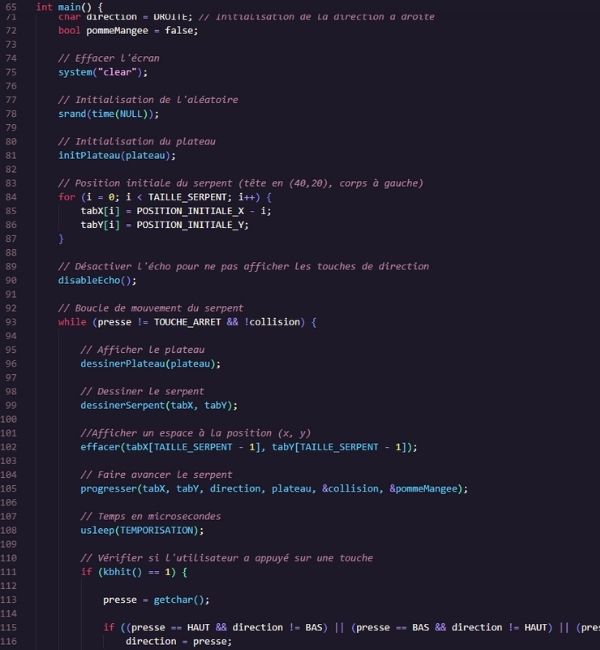 65 int main() {
71 char direction = DROITE; // Initialisation de la direction à droite
72 bool pommeMangee = false;
73
74 // Effacer l'écran
75 system("clear");
76
77 // Initialisation de l'aléatoire
78 srand(time(NULL));
79
80 // Initialisation du plateau
81 initPlateau(plateau);
82
83 // Position initiale du serpent (tête en (40,20), corps à gauche)
84 for (i = 0; i < TAILLE_SERPENT; i++) {
85 tabX[i] = POSITION_INITIALE_X - i;
86 tabY[i] = POSITION_INITIALE_Y;
87 }
88
89 // Désactiver l'écho pour ne pas afficher les touches de direction
90 disableEcho();
91
92 // Boucle de mouvement du serpent
93 while (presse != TOUCHE_ARRET && !collision) {
94
95 // Afficher le plateau
96 dessinerPlateau(plateau);
97
98 // Dessiner le serpent
99 dessinerSerpent(tabX, tabY);
100
101 //Afficher un espace à la position (x, y)
102 effacer(tabX[TAILLE_SERPENT - 1], tabY[TAILLE_SERPENT - 1]);
103
104 // Faire avancer le serpent
105 progresser(tabX, tabY, direction, plateau, &collision, &pommeMangee);
106
107 // Temps en microsecondes
108 usleep(TEMPORISATION);
109
110 // Vérifier si l'utilisateur a appuyé sur une touche
111 if (kbhit() == 1) {
112
113 presse = getchar();
114
115 if ((presse == HAUT && direction != BAS) || (presse == BAS && direction != HAUT) || (pres
116 direction = presse;